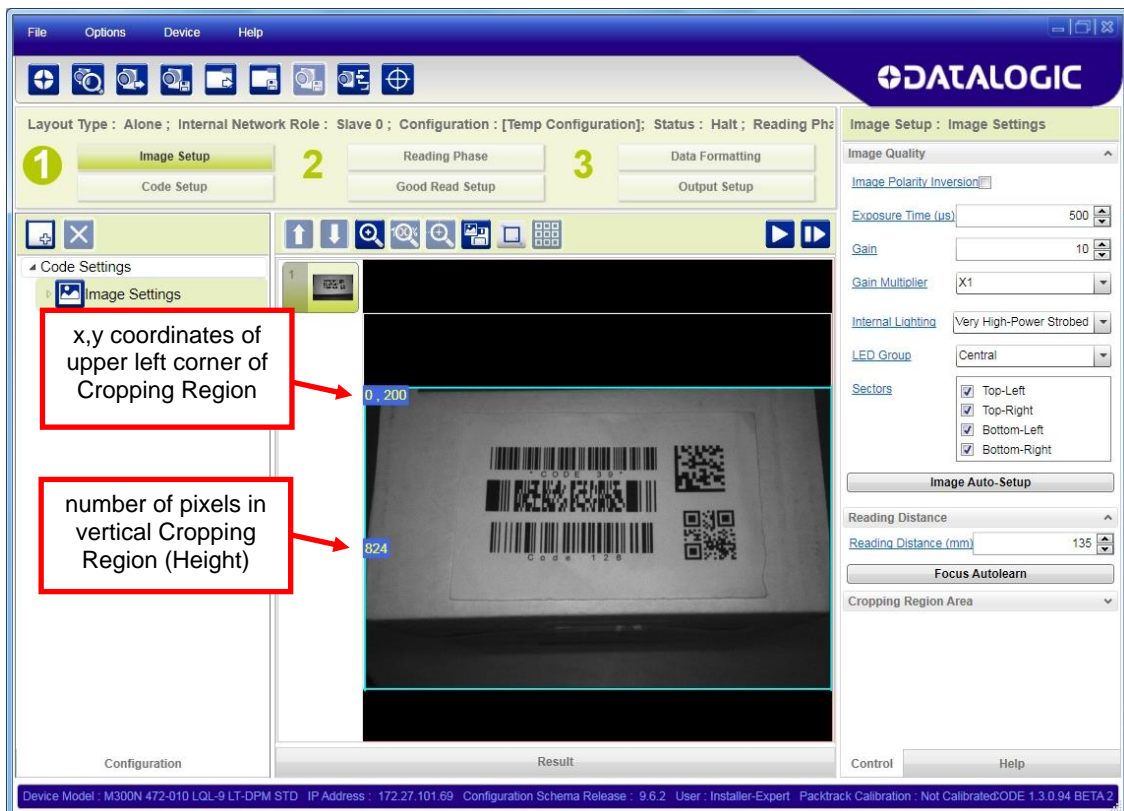 File Options Device Help
DATALOGIC
Layout Type : Alone ; Internal Network Role : Slave 0 ; Configuration : [Temp Configuration]; Status : Halt ; Reading Pha
1 Image Setup 2 Reading Phase 3 Data Formatting
Code Setup Good Read Setup Output Setup
Code Settings
Image Settings
x,y coordinates of
upper left corner of
Cropping Region
number of pixels in
vertical Cropping
Region (Height)
Configuration
100%
1
0 , 200
*CODE 39*
824
Code 128
Result
Image Setup : Image Settings
Image Quality
Image Polarity Inversion
Exposure Time (µs) 500
Gain 10
Gain Multiplier X1
Internal Lighting Very High-Power Strobed
LED Group Central
Sectors Top-Left
Top-Right
Bottom-Left
Bottom-Right
Image Auto-Setup
Reading Distance
Reading Distance (mm) 135
Focus Autolearn
Cropping Region Area
Control Help
Device Model : M300N 472-010 LQL-9 LT-DPM STD IP Address : 172.27.101.69 Configuration Schema Release : 9.6.2 User : Installer-Expert Packtrack Calibration : Not Calibrated:ODE 1.3.0.94 BETA 2